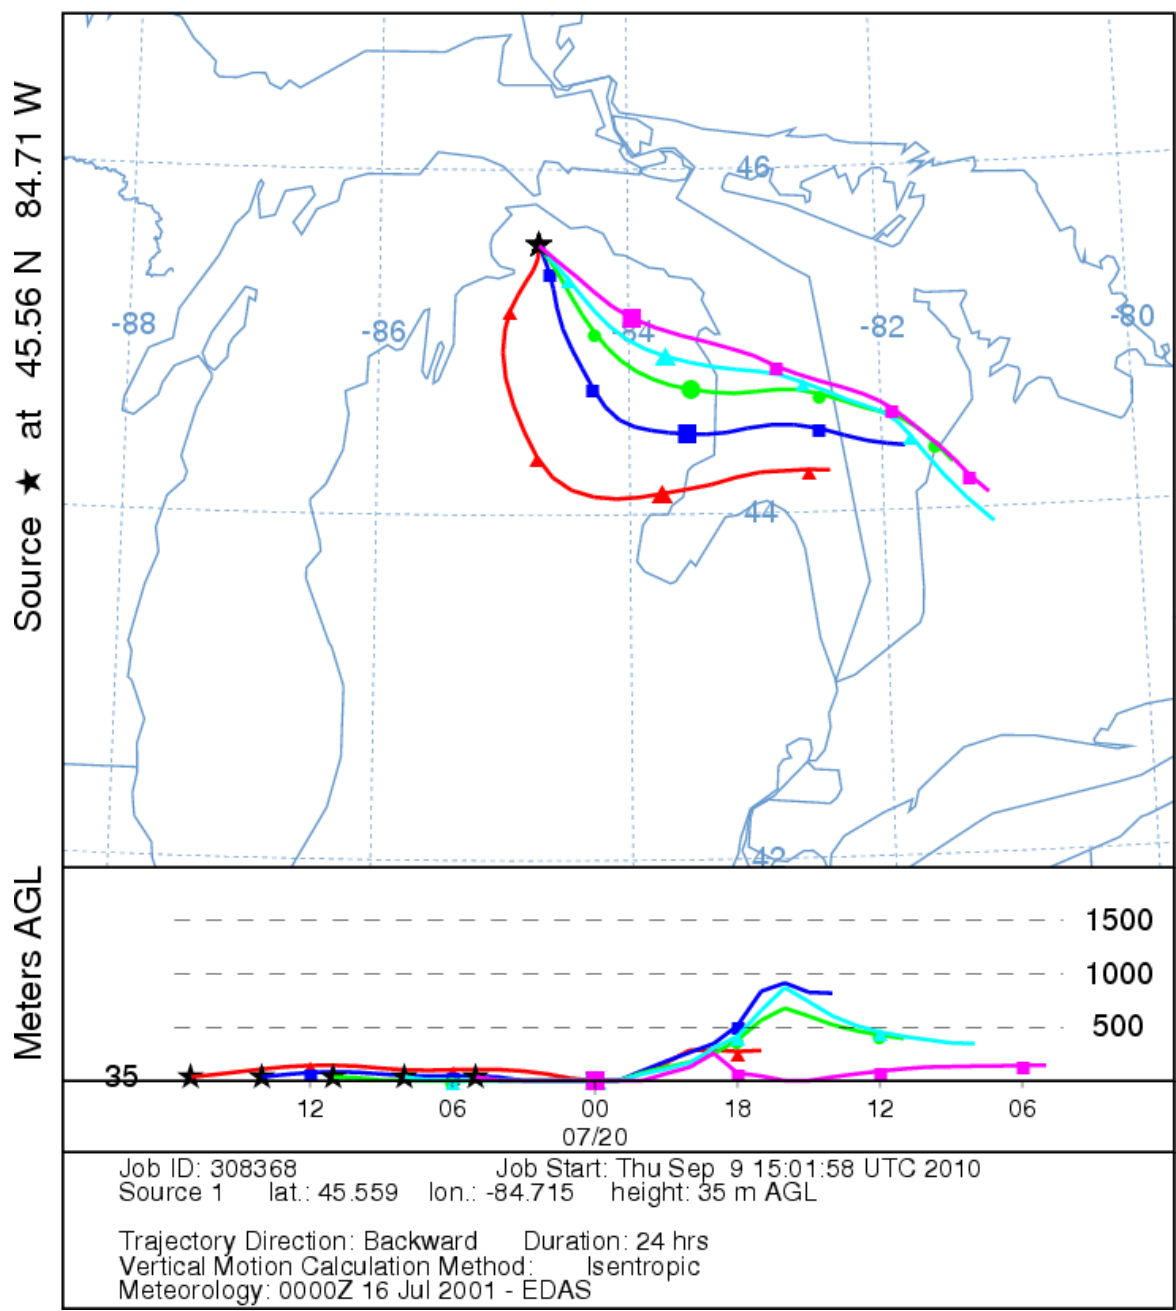 Source ★ at 45.56 N 84.71 W
46
-88
-86
-84
-82
-80
44
42
Meters AGL
1500
1000
500
35
12 06 00 18 12 06
07/20
Job ID: 308368 Job Start: Thu Sep 9 15:01:58 UTC 2010
Source 1 lat.: 45.559 lon.: -84.715 height: 35 m AGL
Trajectory Direction: Backward Duration: 24 hrs
Vertical Motion Calculation Method: Isentropic
Meteorology: 0000Z 16 Jul 2001 - EDAS